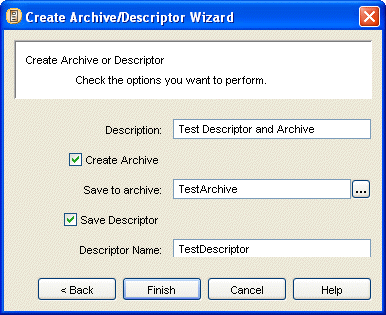 Create Archive/Descriptor Wizard
Create Archive or Descriptor
Check the options you want to perform.
Description: Test Descriptor and Archive
Create Archive
Save to archive: TestArchive ...
Save Descriptor
Descriptor Name: TestDescriptor
< Back Finish Cancel Help